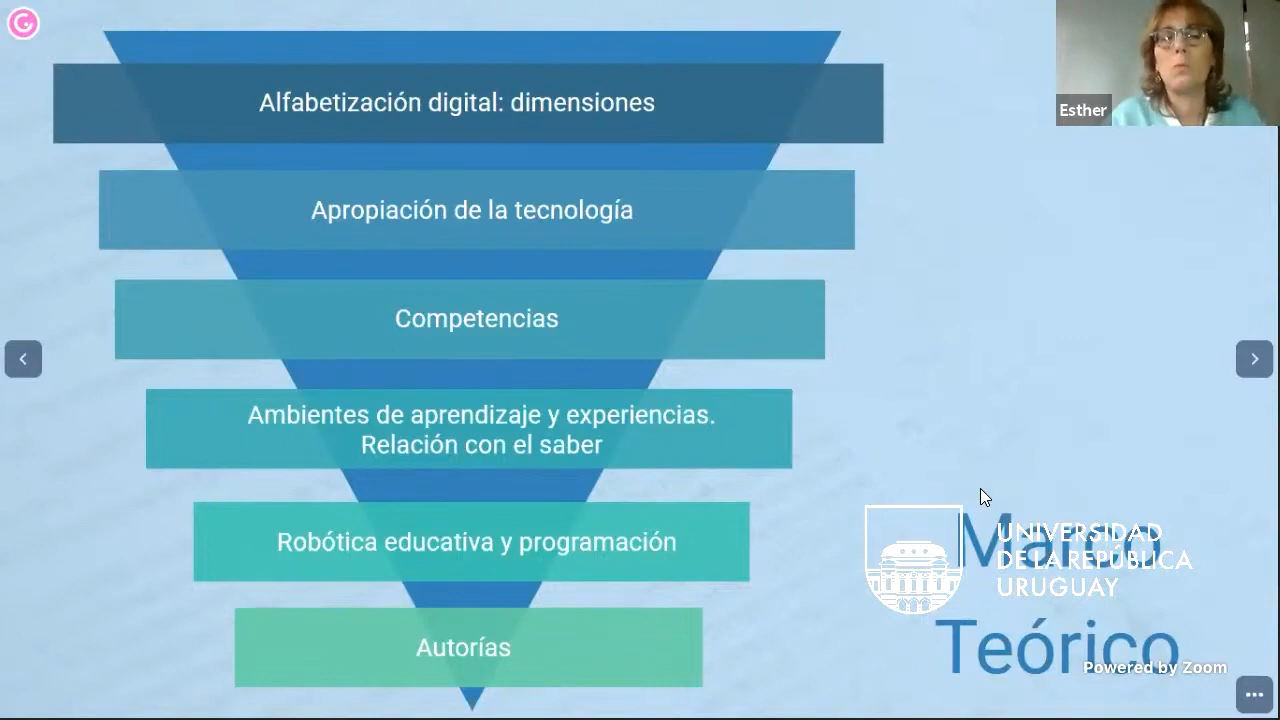 Alfabetización digital: dimensiones
Esther
Apropiación de la tecnología
Competencias
Ambientes de aprendizaje y experiencias.
Relación con el saber
Robótica educativa y programación
Autorías
Marco
Teórico
UNIVERSIDAD
DE LA REPÚBLICA
URUGUAY
Powered by Zoom